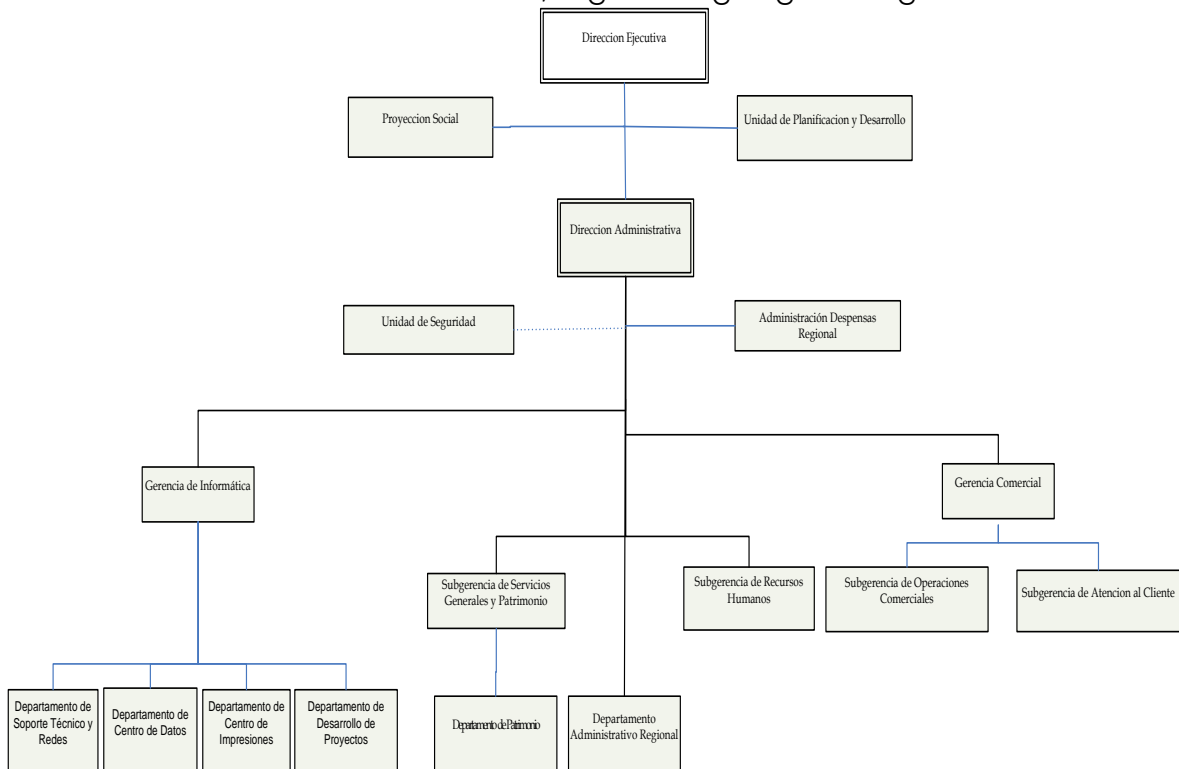 Direccion Ejecutiva
Proyeccion Social
Unidad de Planificacion y Desarrollo
Direccion Administrativa
Unidad de Seguridad
Administración Despensas
Regional
Gerencia de Informática
Gerencia Comercial
Subgerencia de Servicios
Generales y Patrimonio
Subgerencia de Recursos
Humanos
Subgerencia de Operaciones
Comerciales
Subgerencia de Atencion al Cliente
Departamento de
Soporte Técnico y
Redes
Departamento de
Centro de Datos
Departamento de
Centro de
Impresiones
Departamento de
Desarrollo de
Proyectos
Departamento de Patrimonio
Departamento
Administrativo Regional